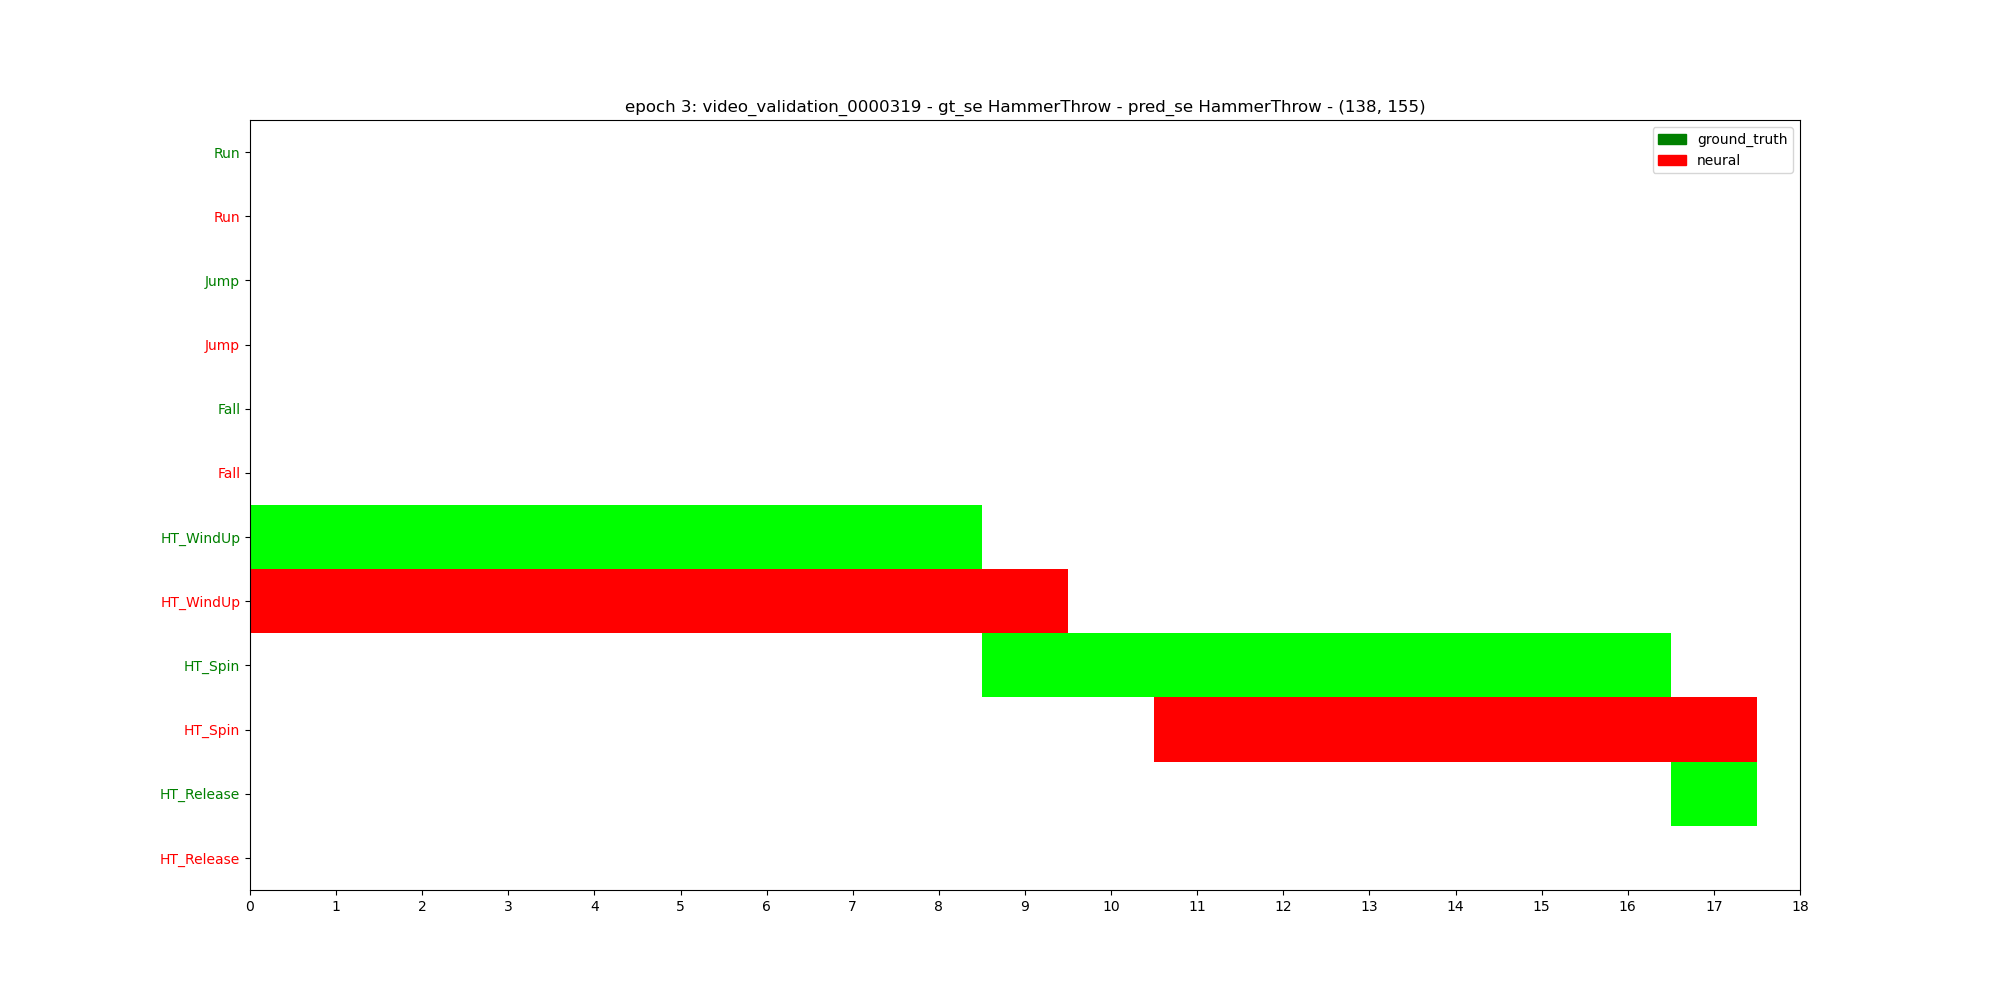 epoch 3: video_validation_0000319 - gt_se HammerThrow - pred_se HammerThrow - (138, 155)
ground_truth
neural
Run
Run
Jump
Jump
Fall
Fall
HT_WindUp
HT_WindUp
HT_Spin
HT_Spin
HT_Release
HT_Release
0 1 2 3 4 5 6 7 8 9 10 11 12 13 14 15 16 17 18